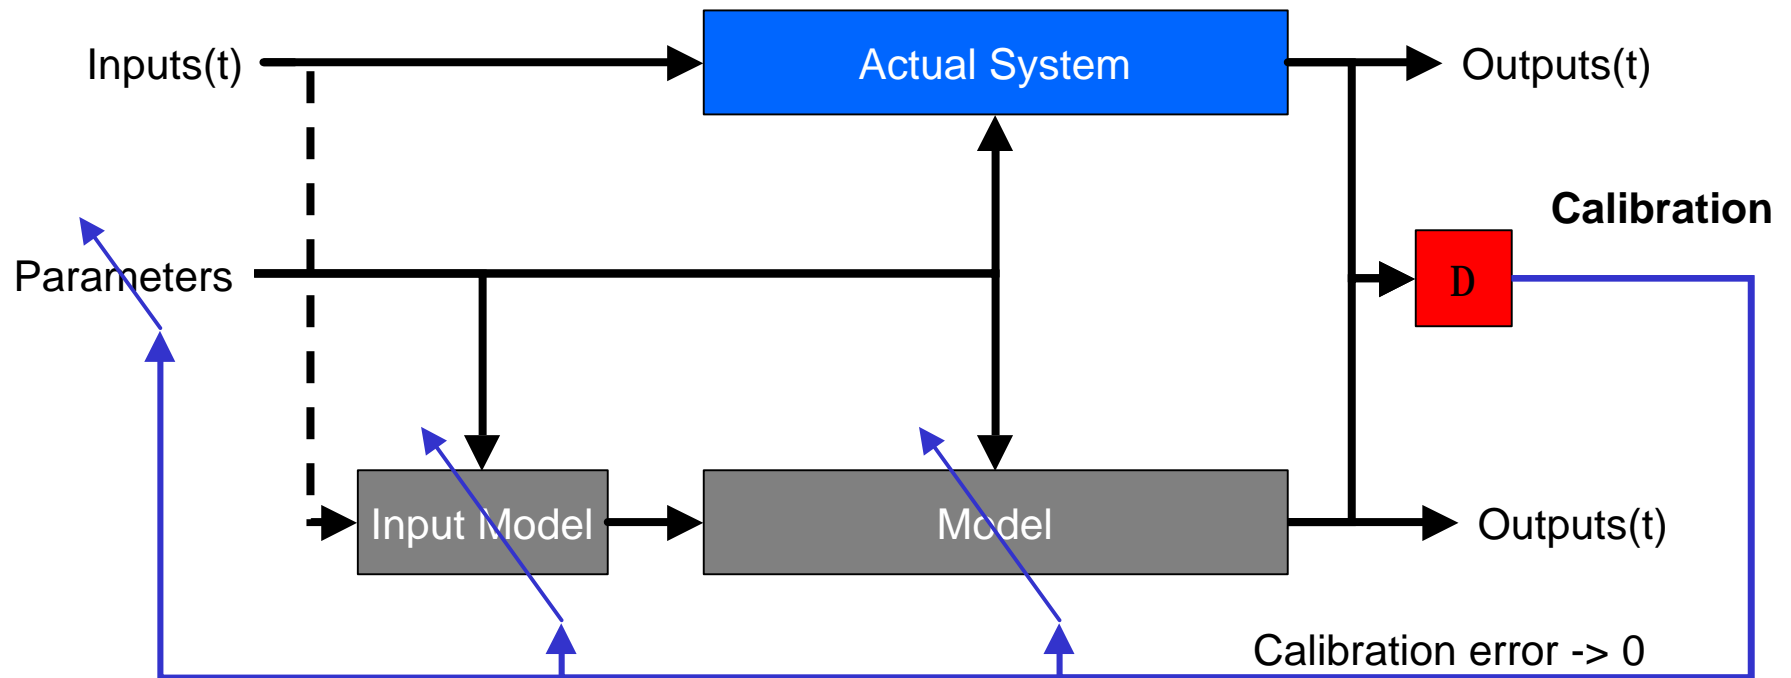 Inputs(t)
Actual System
Outputs(t)
Calibration
Parameters
D
Input Model
Model
Outputs(t)
Calibration error -> 0